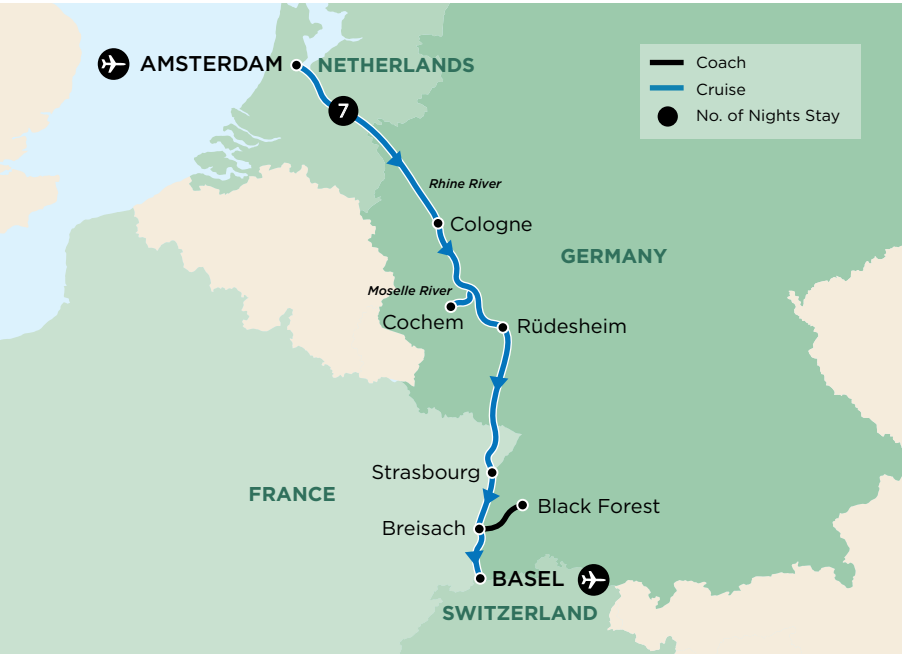 AMSTERDAM
NETHERLANDS
Coach
Cruise
No. of Nights Stay
7
Rhine River
Cologne
GERMANY
Moselle River
Cochem
Rüdesheim
Strasbourg
FRANCE
Black Forest
Breisach
BASEL
SWITZERLAND